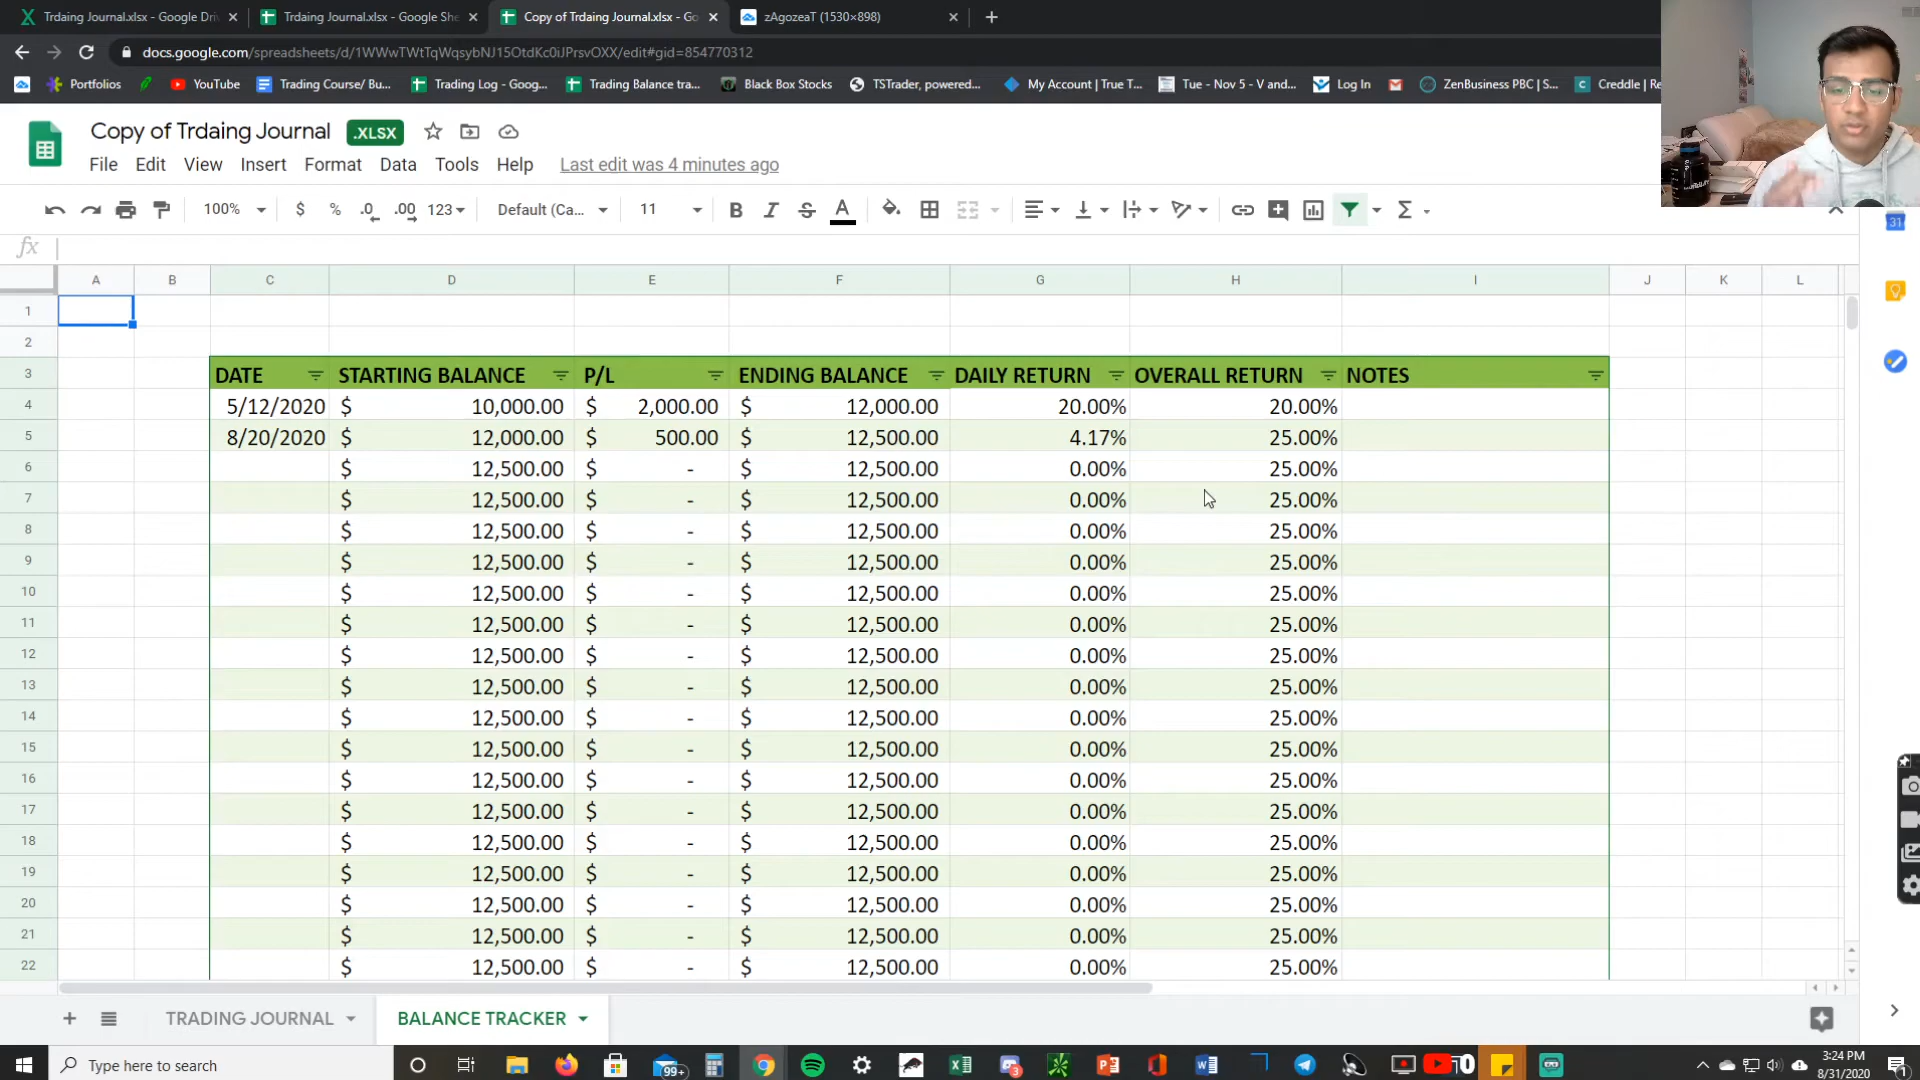 Trdaing Journal.xlsx - Google Dri
Trdaing Journal.xlsx - Google She
Copy of Trdaing Journal.xlsx - Go
zAgozeaT (1530×898)
docs.google.com/spreadsheets/d/1WWwTWtTqWqsybNJ15OtdKc0iJPrsvOXX/edit#gid=854770312
Portfolios
YouTube
Trading Course/ Bu...
Trading Log - Goog...
Trading Balance tra...
Black Box Stocks
TSTrader, powered...
My Account | True T...
Tue - Nov 5 - V and...
Log In
ZenBusiness PBC | S...
Creddle | Re
Copy of Trdaing Journal .XLSX
File Edit View Insert Format Data Tools Help Last edit was 4 minutes ago
100% $ % .0 .00 123 Default (Ca... 11 B I S A Σ
31
fx
A B C D E F G H I J K L
1
2
3 DATE STARTING BALANCE P/L ENDING BALANCE DAILY RETURN OVERALL RETURN NOTES
4 5/12/2020 $ 10,000.00 $ 2,000.00 $ 12,000.00 20.00% 20.00%
5 8/20/2020 $ 12,000.00 $ 500.00 $ 12,500.00 4.17% 25.00%
6 $ 12,500.00 $ - $ 12,500.00 0.00% 25.00%
7 $ 12,500.00 $ - $ 12,500.00 0.00% 25.00%
8 $ 12,500.00 $ - $ 12,500.00 0.00% 25.00%
9 $ 12,500.00 $ - $ 12,500.00 0.00% 25.00%
10 $ 12,500.00 $ - $ 12,500.00 0.00% 25.00%
11 $ 12,500.00 $ - $ 12,500.00 0.00% 25.00%
12 $ 12,500.00 $ - $ 12,500.00 0.00% 25.00%
13 $ 12,500.00 $ - $ 12,500.00 0.00% 25.00%
14 $ 12,500.00 $ - $ 12,500.00 0.00% 25.00%
15 $ 12,500.00 $ - $ 12,500.00 0.00% 25.00%
16 $ 12,500.00 $ - $ 12,500.00 0.00% 25.00%
17 $ 12,500.00 $ - $ 12,500.00 0.00% 25.00%
18 $ 12,500.00 $ - $ 12,500.00 0.00% 25.00%
19 $ 12,500.00 $ - $ 12,500.00 0.00% 25.00%
20 $ 12,500.00 $ - $ 12,500.00 0.00% 25.00%
21 $ 12,500.00 $ - $ 12,500.00 0.00% 25.00%
22 $ 12,500.00 $ - $ 12,500.00 0.00% 25.00%
TRADING JOURNAL BALANCE TRACKER
Type here to search
99+
3:24 PM
8/31/2020